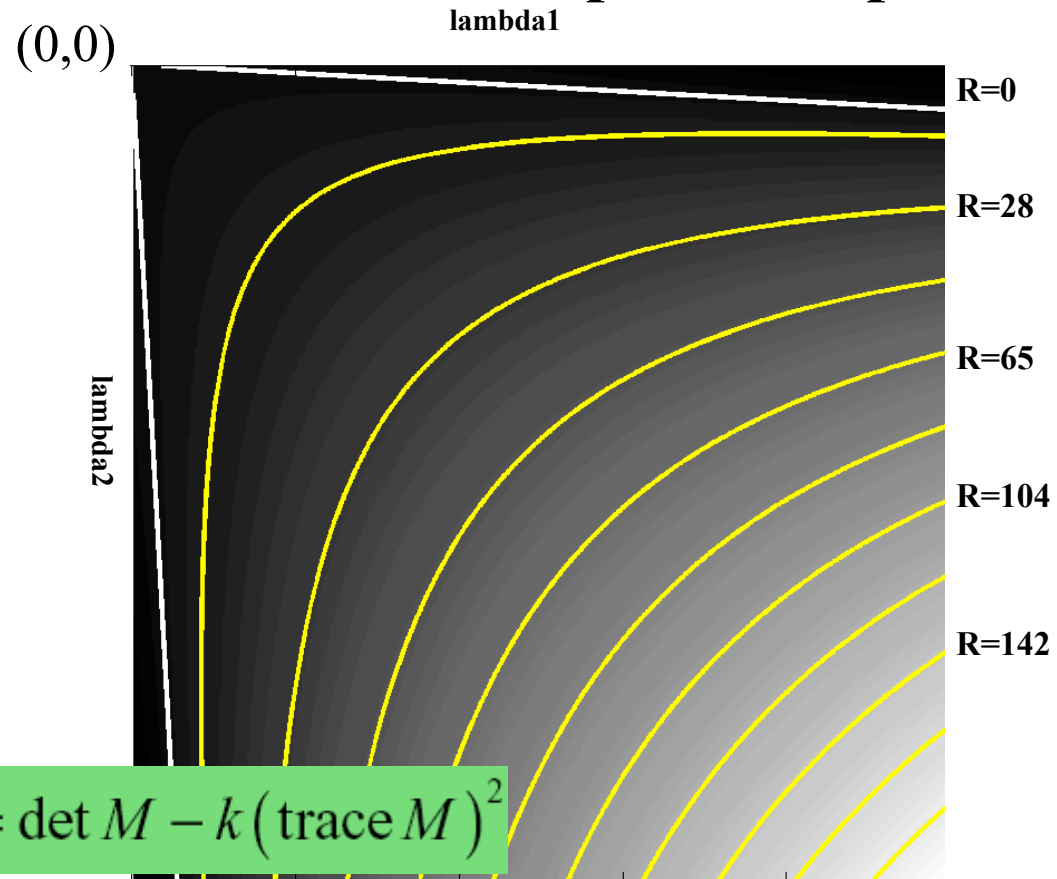 lambda1
(0,0)
R=0
R=28
lambda2
R=65
R=104
R=142
= det M − k(trace M)²